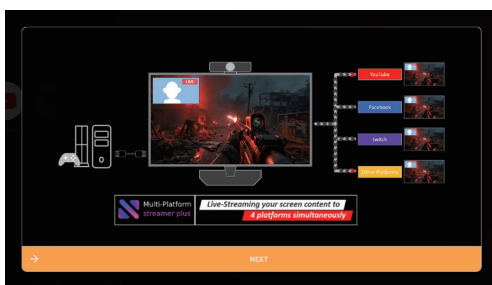 LIVE
YouTube
Facebook
twitch
Other Platforms
Multi-Platform
streamer plus
Live-Streaming your screen content to
4 platforms simultaneously
NEXT